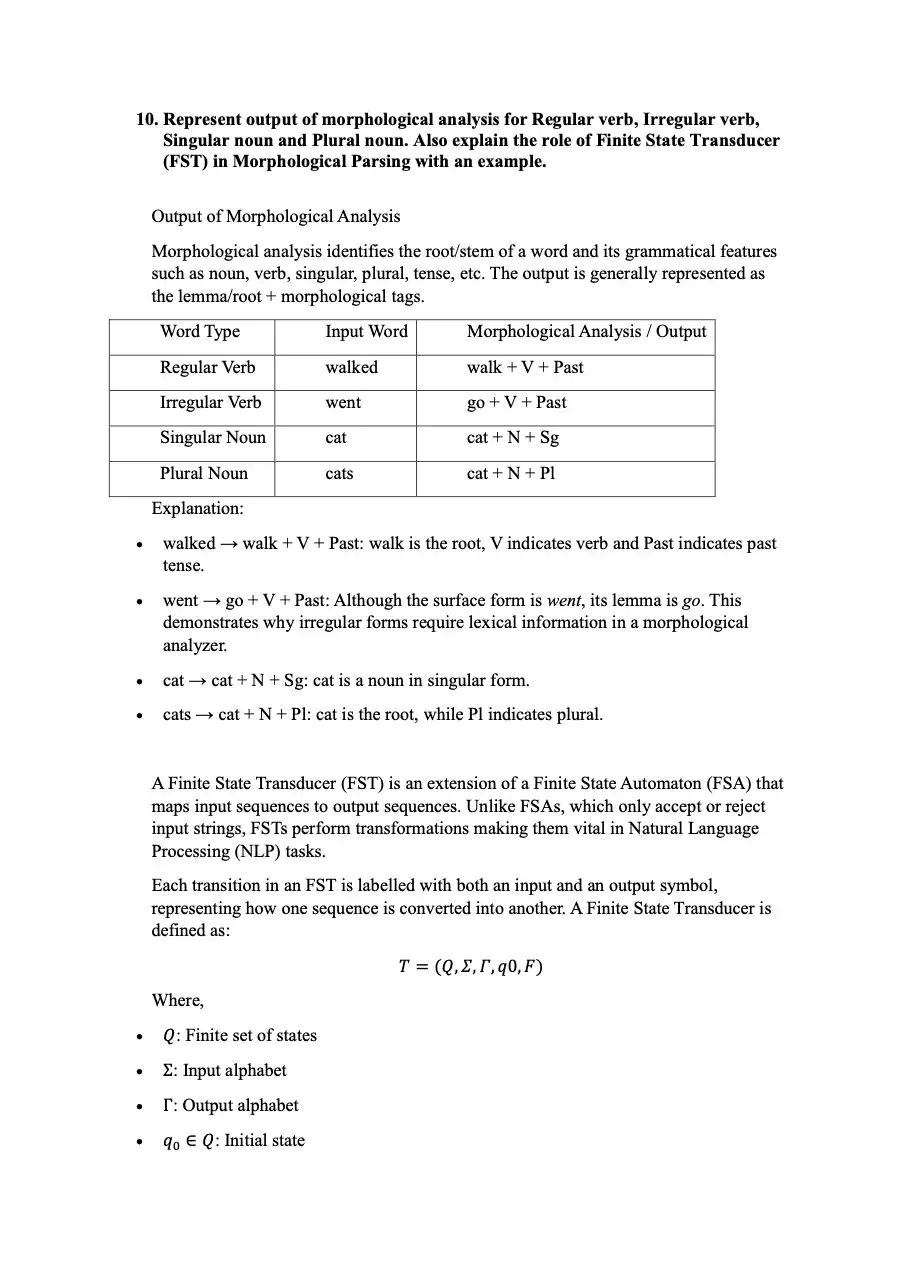 10. Represent output of morphological analysis for Regular verb, Irregular verb,
Singular noun and Plural noun. Also explain the role of Finite State Transducer
(FST) in Morphological Parsing with an example.
Output of Morphological Analysis
Morphological analysis identifies the root/stem of a word and its grammatical features
such as noun, verb, singular, plural, tense, etc. The output is generally represented as
the lemma/root + morphological tags.
Word Type Input Word Morphological Analysis / Output
Regular Verb walked walk + V + Past
Irregular Verb went go + V + Past
Singular Noun cat cat + N + Sg
Plural Noun cats cat + N + Pl
Explanation:
• walked → walk + V + Past: walk is the root, V indicates verb and Past indicates past
tense.
• went → go + V + Past: Although the surface form is went, its lemma is go. This
demonstrates why irregular forms require lexical information in a morphological
analyzer.
• cat → cat + N + Sg: cat is a noun in singular form.
• cats → cat + N + Pl: cat is the root, while Pl indicates plural.
A Finite State Transducer (FST) is an extension of a Finite State Automaton (FSA) that
maps input sequences to output sequences. Unlike FSAs, which only accept or reject
input strings, FSTs perform transformations making them vital in Natural Language
Processing (NLP) tasks.
Each transition in an FST is labelled with both an input and an output symbol,
representing how one sequence is converted into another. A Finite State Transducer is
defined as:
T = (Q, Σ, Γ, q0, F)
Where,
• Q: Finite set of states
• Σ: Input alphabet
• Γ: Output alphabet
• q₀ ∈ Q: Initial state